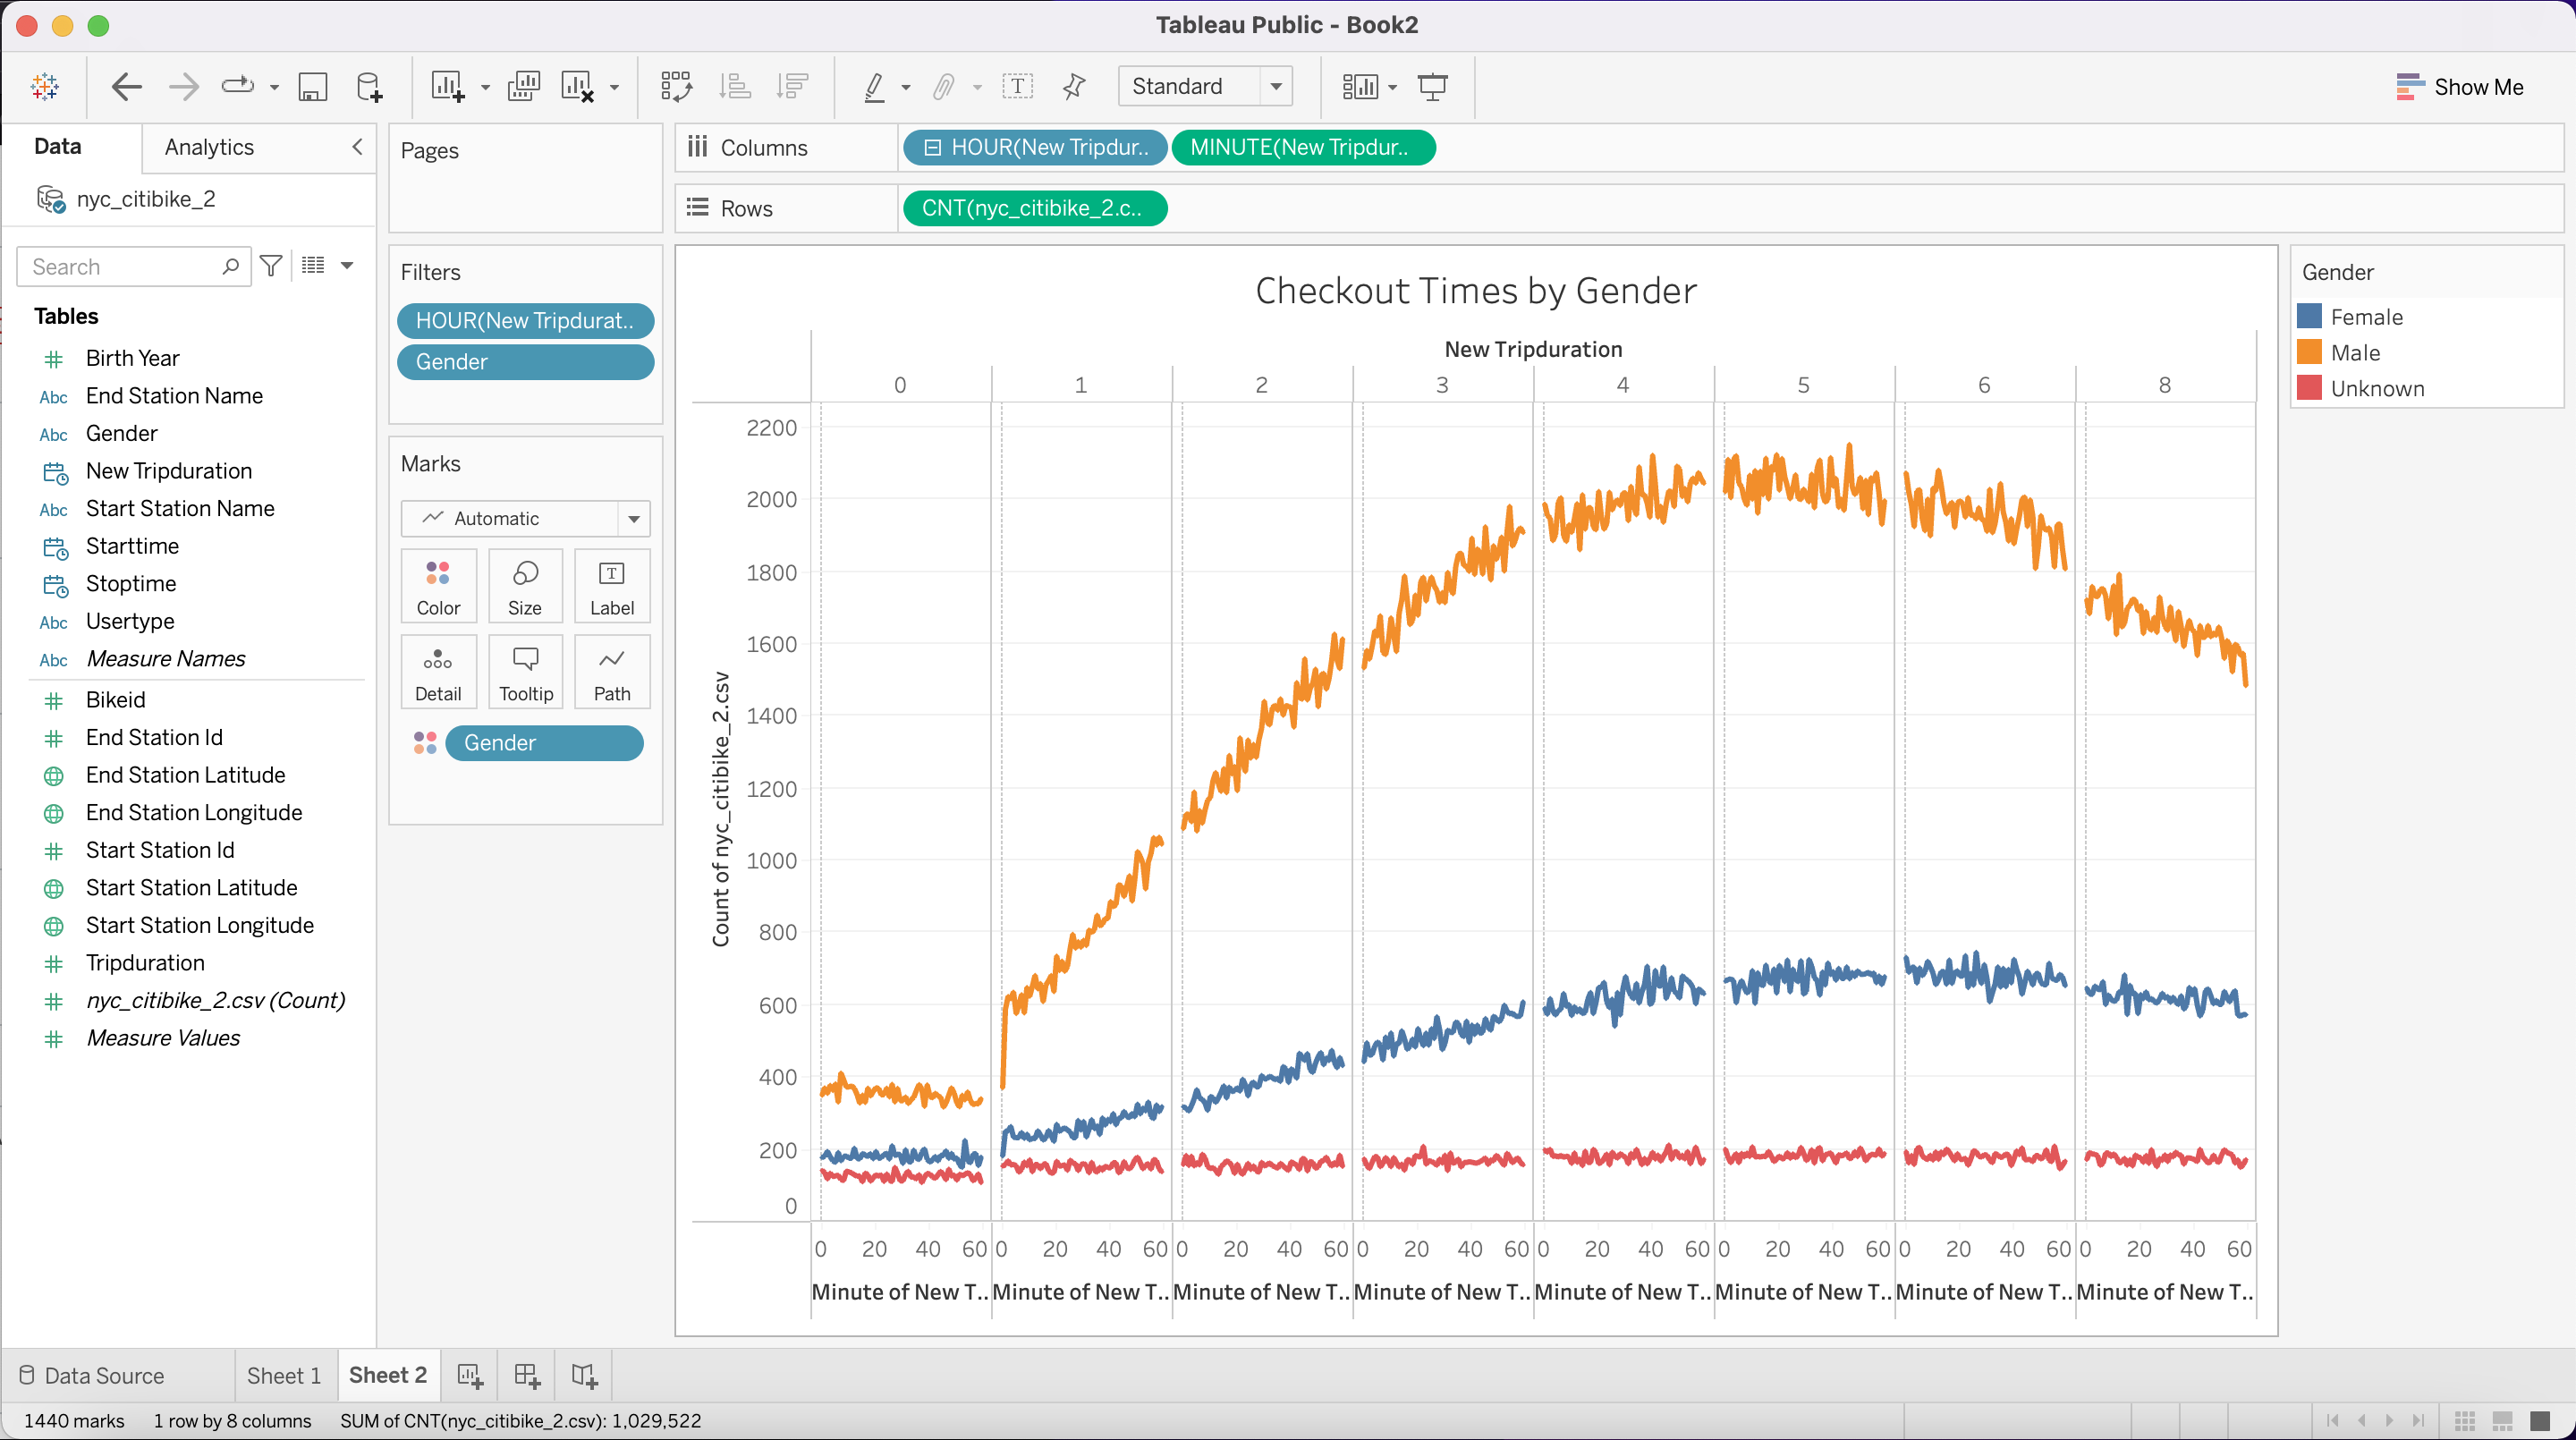 Tableau Public - Book2
Standard
Show Me
Data
Analytics
nyc_citibike_2
Search
Tables
Birth Year
Abc End Station Name
Abc Gender
New Tripduration
Abc Start Station Name
Starttime
Stoptime
Abc Usertype
Abc Measure Names
Bikeid
End Station Id
End Station Latitude
End Station Longitude
Start Station Id
Start Station Latitude
Start Station Longitude
Tripduration
nyc_citibike_2.csv (Count)
Measure Values
Pages
Filters
HOUR(New Tripdurat..
Gender
Marks
Automatic
Color Size Label
Detail Tooltip Path
Gender
Columns HOUR(New Tripdur.. MINUTE(New Tripdur..
Rows CNT(nyc_citibike_2.c..
Checkout Times by Gender
New Tripduration
0 1 2 3 4 5 6 8
Count of nyc_citibike_2.csv
2200
2000
1800
1600
1400
1200
1000
800
600
400
200
0
0 20 40 60 0 20 40 60 0 20 40 60 0 20 40 60 0 20 40 60 0 20 40 60 0 20 40 60 0 20 40 60
Minute of New T.. Minute of New T.. Minute of New T.. Minute of New T.. Minute of New T.. Minute of New T.. Minute of New T.. Minute of New T..
Gender
Female
Male
Unknown
Data Source Sheet 1 Sheet 2
1440 marks 1 row by 8 columns SUM of CNT(nyc_citibike_2.csv): 1,029,522